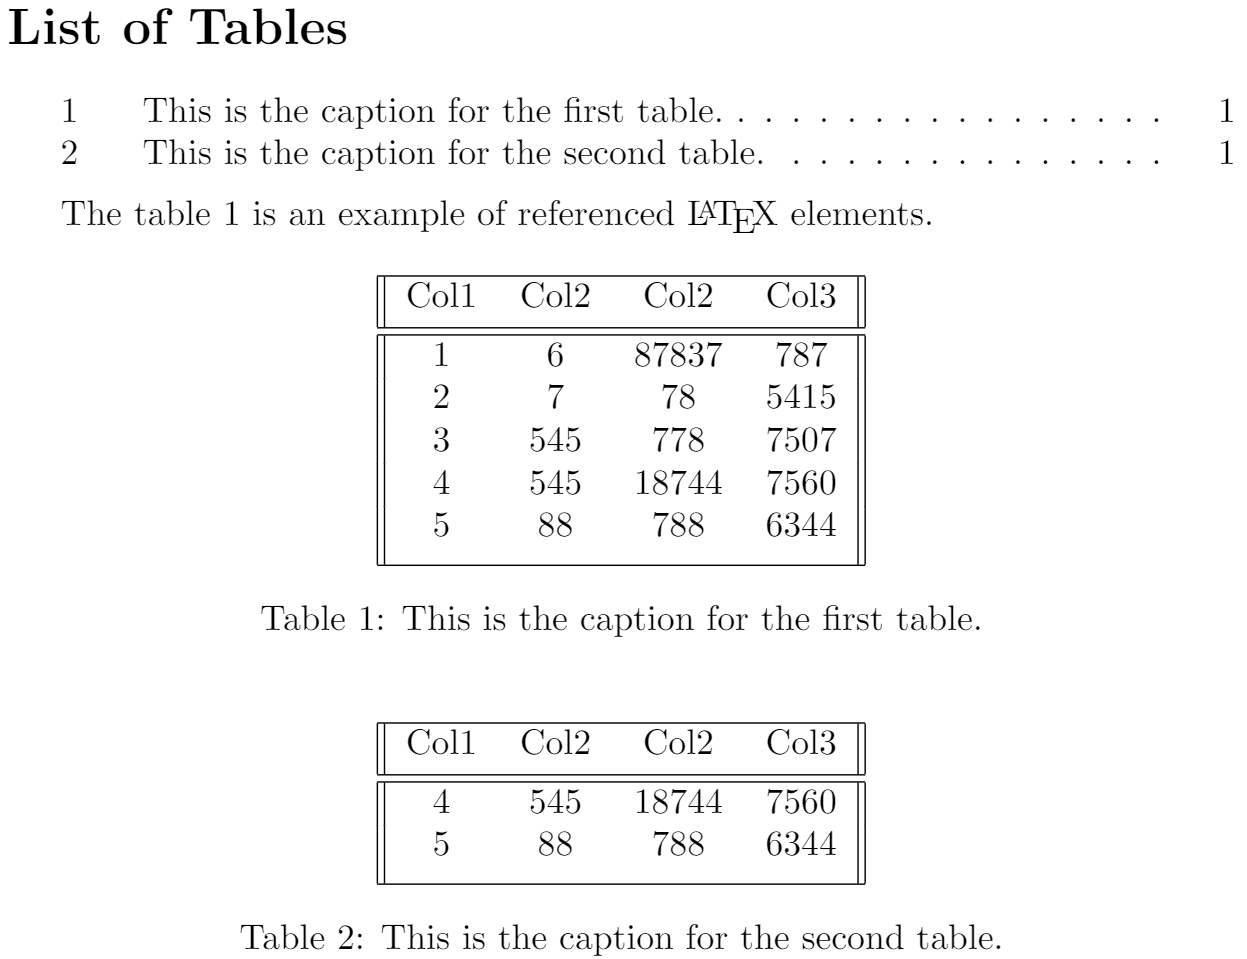 List of Tables
1 This is the caption for the first table. . . . . . . . . . . . . . . . . 1
2 This is the caption for the second table. . . . . . . . . . . . . . . 1
The table 1 is an example of referenced LATEX elements.
Col1 Col2 Col2 Col3
1 6 87837 787
2 7 78 5415
3 545 778 7507
4 545 18744 7560
5 88 788 6344
Table 1: This is the caption for the first table.
Col1 Col2 Col2 Col3
4 545 18744 7560
5 88 788 6344
Table 2: This is the caption for the second table.